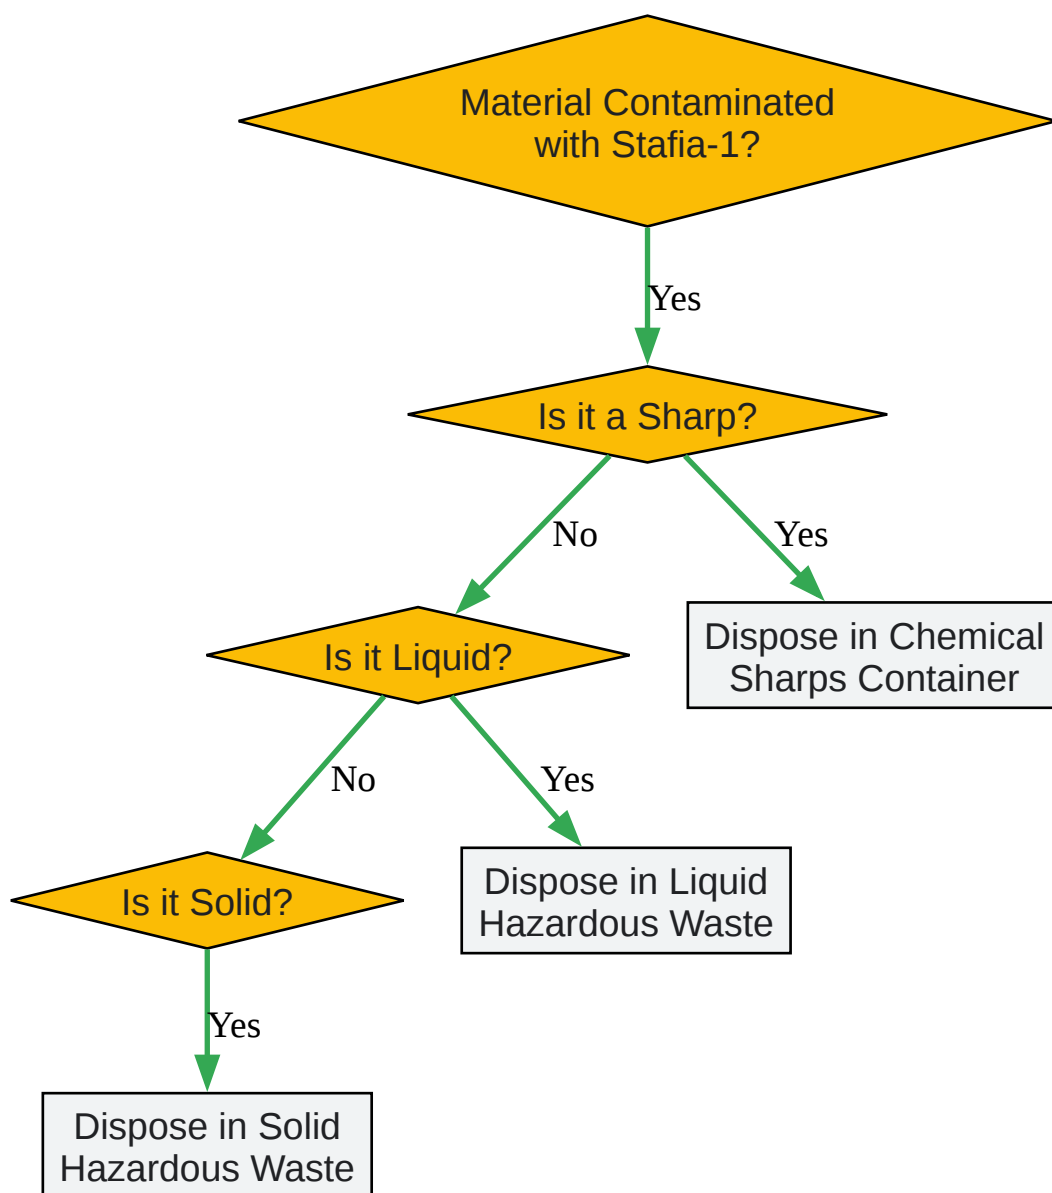 Material Contaminated
with Stafia-1?
Yes
Is it a Sharp?
No
Yes
Is it Liquid?
Dispose in Chemical
Sharps Container
No
Yes
Is it Solid?
Dispose in Liquid
Hazardous Waste
Yes
Dispose in Solid
Hazardous Waste